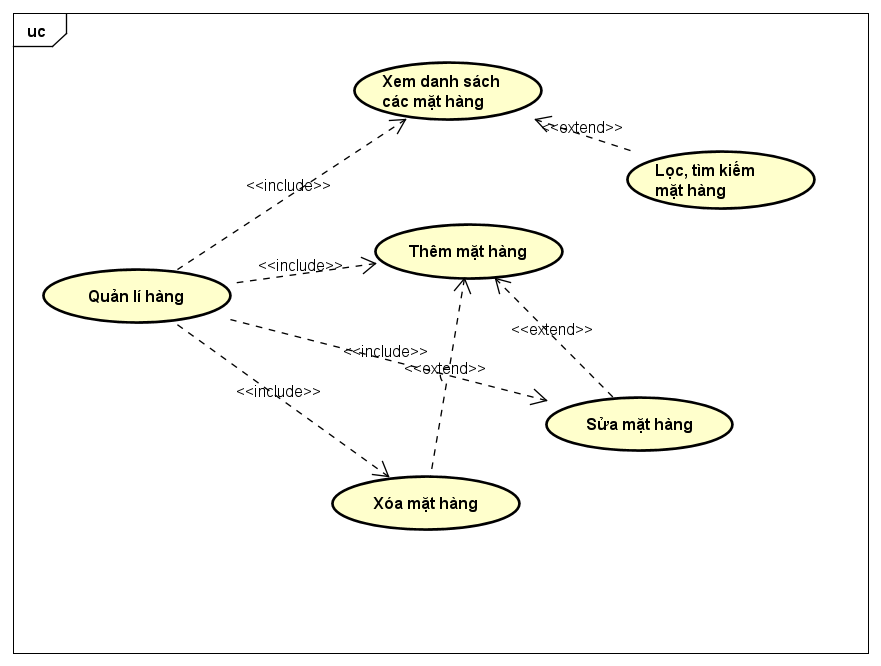 uc
Xem danh sách
các mặt hàng
<<extend>>
Lọc, tìm kiếm
mặt hàng
<<include>>
Thêm mặt hàng
<<include>>
Quản lí hàng
<<extend>>
<<include>>
<<extend>>
<<include>>
Sửa mặt hàng
Xóa mặt hàng